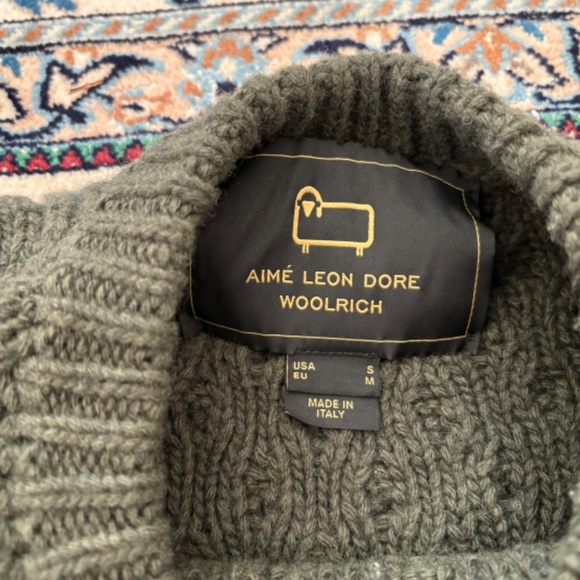 AIMÉ LEON DORE
WOOLRICH
USA S
EU M
MADE IN
ITALY